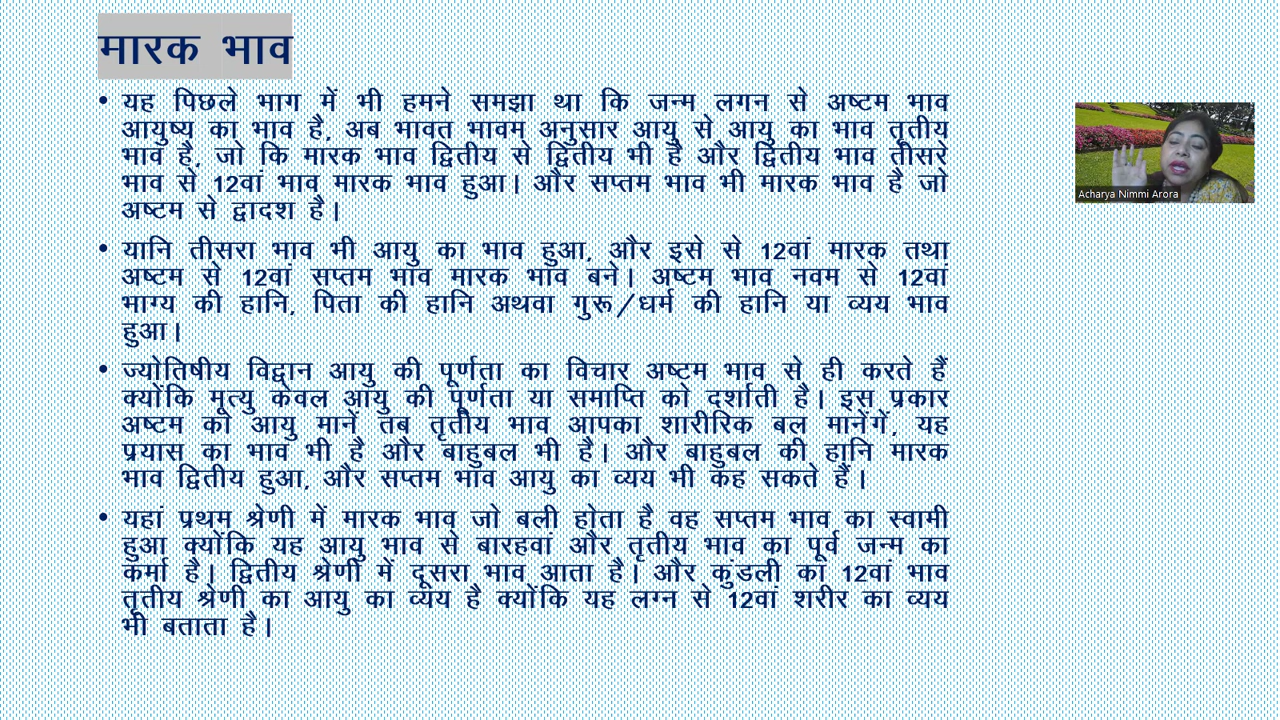 मारक भाव
• यह पिछले भाग में भी हमने समझा था कि जन्म लगन से अष्टम भाव
आयुष्य का भाव है, अब भावत भावम अनुसार आयु से आयु का भाव तृतीय
भाव है, जो कि मारक भाव द्वितीय से द्वितीय भी है और द्वितीय भाव तीसरे
भाव से 12वां भाव मारक भाव हुआ। और सप्तम भाव भी मारक भाव है जो
अष्टम से द्वादश है।
• यानि तीसरा भाव भी आयु का भाव हुआ, और इसे से 12वां मारक तथा
अष्टम से 12वां सप्तम भाव मारक भाव बने। अष्टम भाव नवम से 12वां
भाग्य की हानि, पिता की हानि अथवा गुरू/धर्म की हानि या व्यय भाव
हुआ।
• ज्योतिषीय विद्वान आयु की पूर्णता का विचार अष्टम भाव से ही करते हैं
क्योंकि मृत्यु केवल आयु की पूर्णता या समाप्ति को दर्शाती है। इस प्रकार
अष्टम को आयु मानें तब तृतीय भाव आपका शारीरिक बल मानेंगें, यह
प्रयास का भाव भी है और बाहुबल भी है। और बाहुबल की हानि मारक
भाव द्वितीय हुआ, और सप्तम भाव आयु का व्यय भी कह सकते हैं।
• यहां प्रथम श्रेणी में मारक भाव जो बली होता है वह सप्तम भाव का स्वामी
हुआ क्योंकि यह आयु भाव से बारहवां और तृतीय भाव का पूर्व जन्म का
कर्मा है। द्वितीय श्रेणी में दूसरा भाव आता है। और कुंडली का 12वां भाव
तृतीय श्रेणी का आयु का व्यय है क्योंकि यह लग्न से 12वां शरीर का व्यय
भी बताता है।
Acharya Nimmi Arora